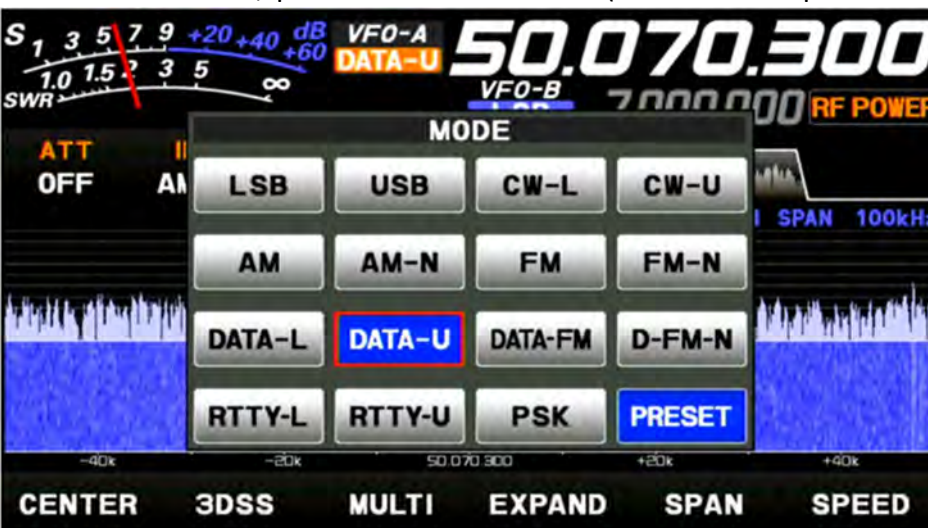 S 1 3 5 7 9 +20 +40 +60 dB
VFO-A
DATA-U
50.070.300
1.0 1.5 2 3 5 ∞
SWR
VFO-B
7.000.000
RF POWER
MODE
ATT
OFF
LSB USB CW-L CW-U
SPAN 100kHz
AM AM-N FM FM-N
DATA-L DATA-U DATA-FM D-FM-N
RTTY-L RTTY-U PSK PRESET
-40k -20k 50.070.300 +20k +40k
CENTER 3DSS MULTI EXPAND SPAN SPEED